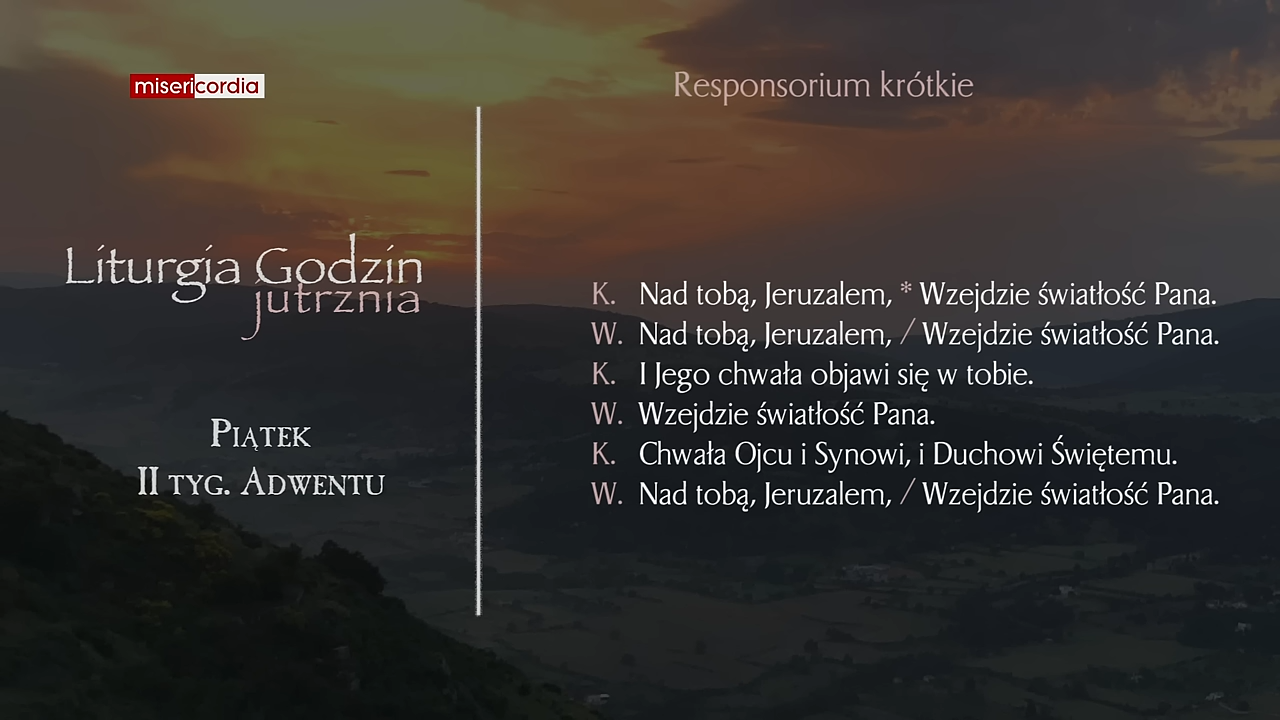 misericordia
Responsorium krótkie
Liturgia Godzin
jutrznia
Piątek
II tyg. Adwentu
K. Nad tobą, Jeruzalem, * Wzejdzie światłość Pana.
W. Nad tobą, Jeruzalem, / Wzejdzie światłość Pana.
K. I Jego chwała objawi się w tobie.
W. Wzejdzie światłość Pana.
K. Chwała Ojcu i Synowi, i Duchowi Świętemu.
W. Nad tobą, Jeruzalem, / Wzejdzie światłość Pana.